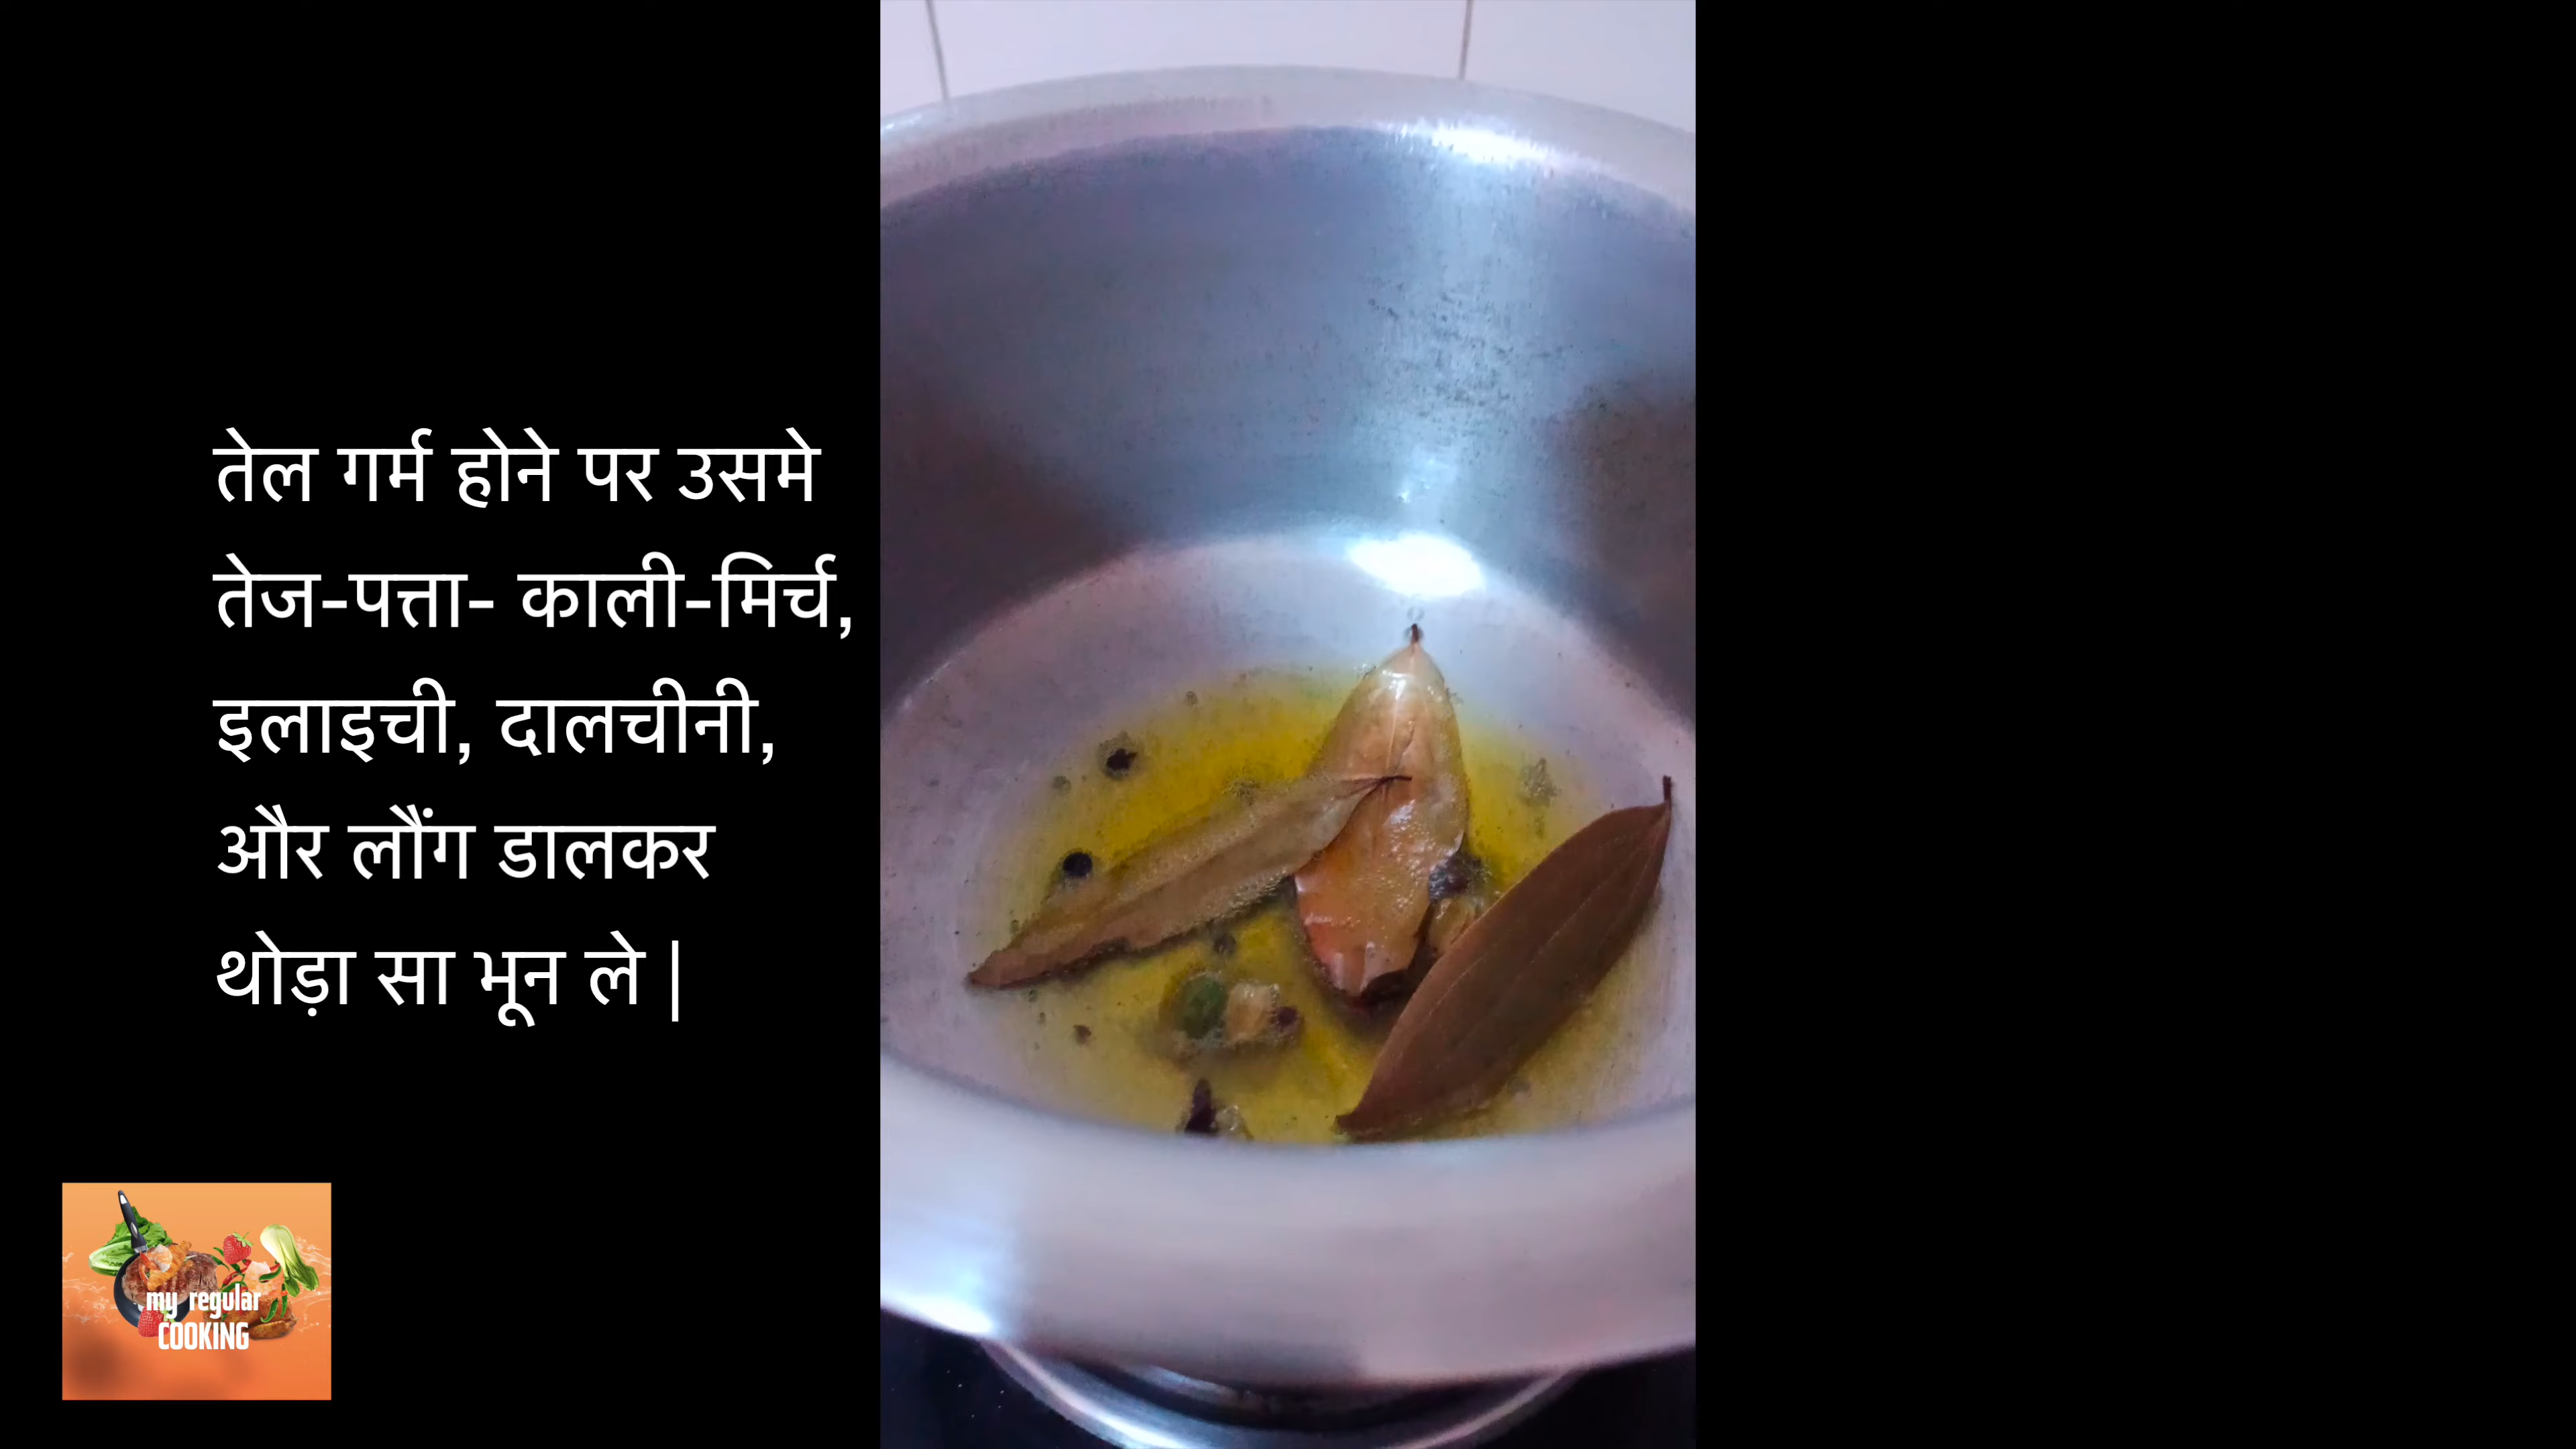 तेल गर्म होने पर उसमे
तेज-पत्ता- काली-मिर्च,
इलाइची, दालचीनी,
और लौंग डालकर
थोड़ा सा भून ले |
my regular
COOKING